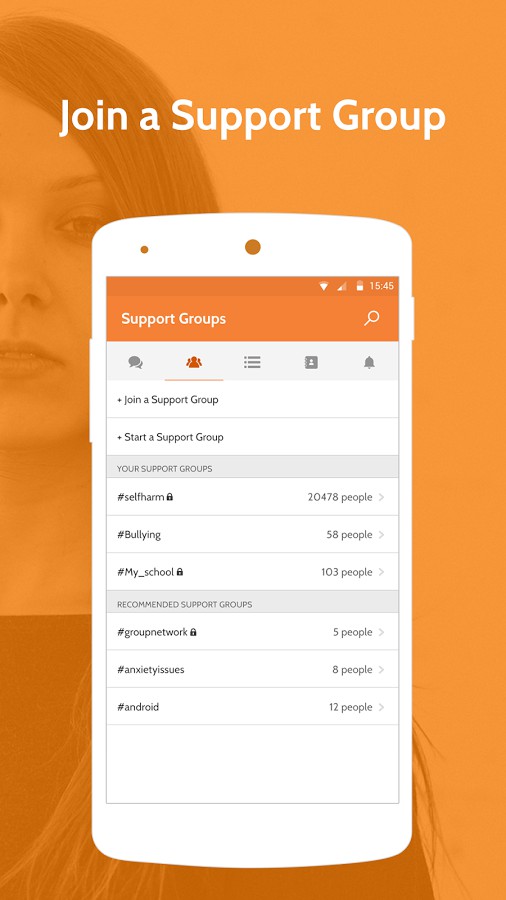 Join a Support Group
15:45
Support Groups
+ Join a Support Group
+ Start a Support Group
YOUR SUPPORT GROUPS
#selfharm 20478 people
#Bullying 58 people
#My_school 103 people
RECOMMENDED SUPPORT GROUPS
#groupnetwork 5 people
#anxietyissues 8 people
#android 12 people